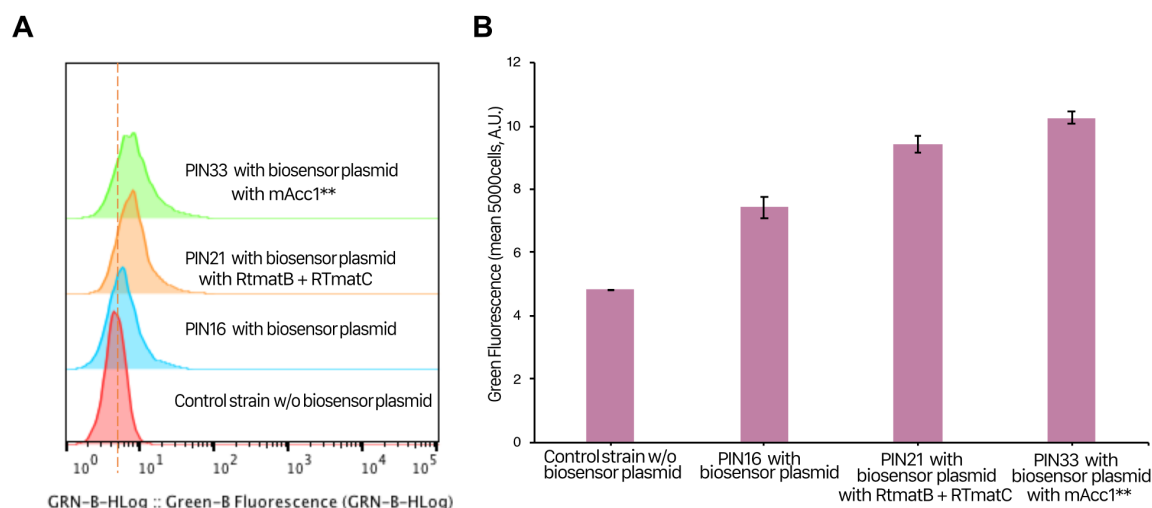 A
PIN33 with biosensor plasmid
with mAcc1**
PIN21 with biosensor plasmid
with RtmatB + RTmatC
PIN16 with biosensor plasmid
Control strain w/o biosensor plasmid
10^0 10^1 10^2 10^3 10^4 10^5
GRN-B-HLog :: Green-B Fluorescence (GRN-B-HLog)
B
Green Fluorescence (mean 5000cells, A.U.)
12
10
8
6
4
2
0
Control strain w/o
biosensor plasmid
PIN16 with
biosensor plasmid
PIN21 with
biosensor plasmid
with RtmatB + RTmatC
PIN33 with
biosensor plasmid
with mAcc1**